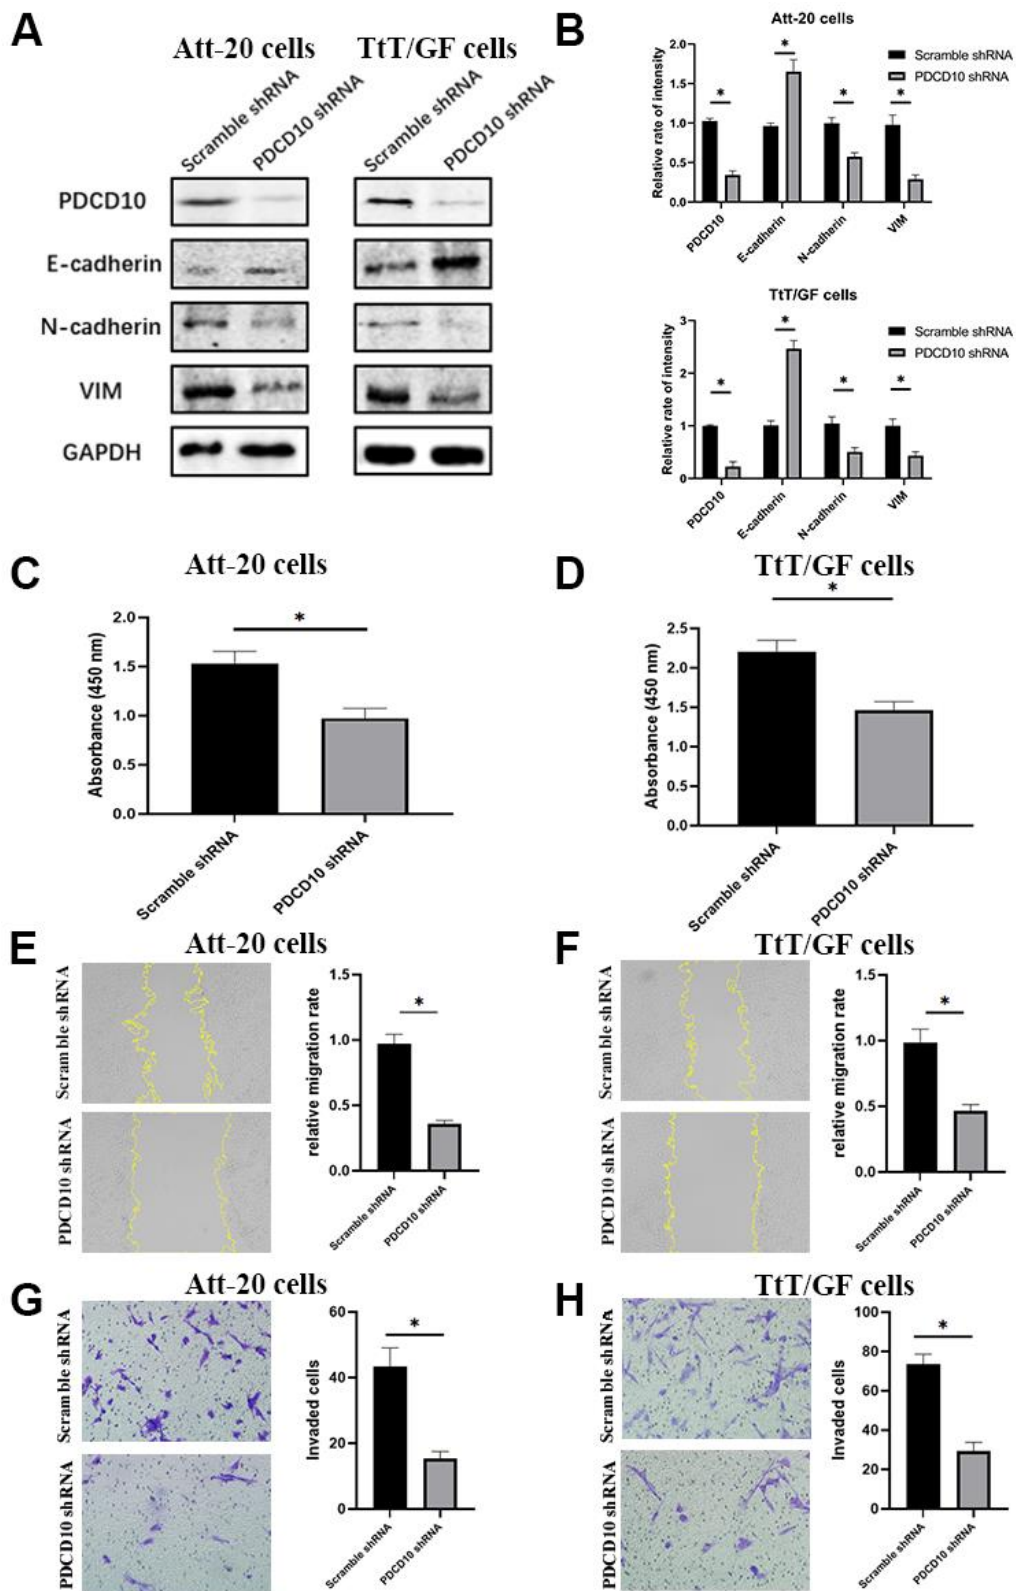 A
Att-20 cells
TtT/GF cells
Scramble shRNA
PDCD10 shRNA
Scramble shRNA
PDCD10 shRNA
PDCD10
E-cadherin
N-cadherin
VIM
GAPDH
B
Att-20 cells
Relative rate of intensity
2.0
1.5
1.0
0.5
0.0
*
*
*
*
Scramble shRNA
PDCD10 shRNA
PDCD10
E-cadherin
N-cadherin
VIM
TtT/GF cells
Relative rate of intensity
3
2
1
0
*
*
*
*
Scramble shRNA
PDCD10 shRNA
PDCD10
E-cadherin
N-cadherin
VIM
C
Att-20 cells
Absorbance (450 nm)
2.0
1.5
1.0
0.5
0.0
*
Scramble shRNA
PDCD10 shRNA
D
TtT/GF cells
Absorbance (450 nm)
2.5
2.0
1.5
1.0
0.5
0.0
*
Scramble shRNA
PDCD10 shRNA
E
Att-20 cells
Scramble shRNA
PDCD10 shRNA
relative migration rate
1.5
1.0
0.5
0.0
*
Scramble shRNA
PDCD10 shRNA
F
TtT/GF cells
Scramble shRNA
PDCD10 shRNA
relative migration rate
1.5
1.0
0.5
0.0
*
Scramble shRNA
PDCD10 shRNA
G
Att-20 cells
Scramble shRNA
PDCD10 shRNA
Invaded cells
60
40
20
0
*
Scramble shRNA
PDCD10 shRNA
H
TtT/GF cells
Scramble shRNA
PDCD10 shRNA
Invaded cells
100
80
60
40
20
0
*
Scramble shRNA
PDCD10 shRNA